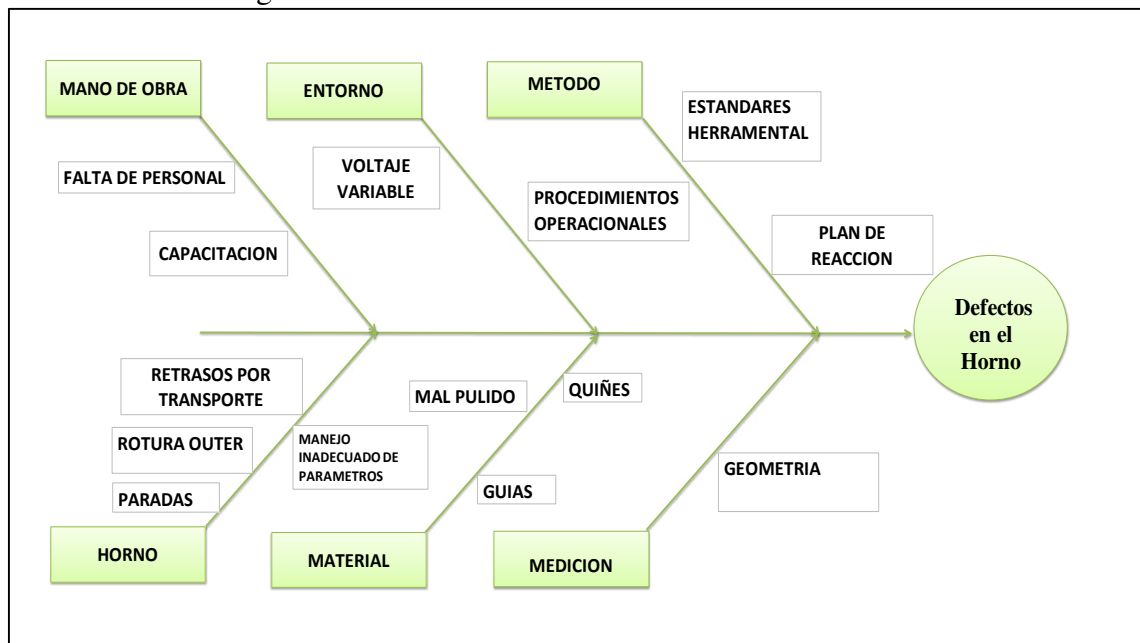 MANO DE OBRA
ENTORNO
METODO
ESTANDARES
HERRAMENTAL
FALTA DE PERSONAL
VOLTAJE
VARIABLE
PROCEDIMIENTOS
OPERACIONALES
CAPACITACION
PLAN DE
REACCION
Defectos
en el
Horno
RETRASOS POR
TRANSPORTE
MAL PULIDO
QUIÑES
ROTURA OUTER
MANEJO
INADECUADO DE
PARAMETROS
GEOMETRIA
PARADAS
GUIAS
HORNO
MATERIAL
MEDICION